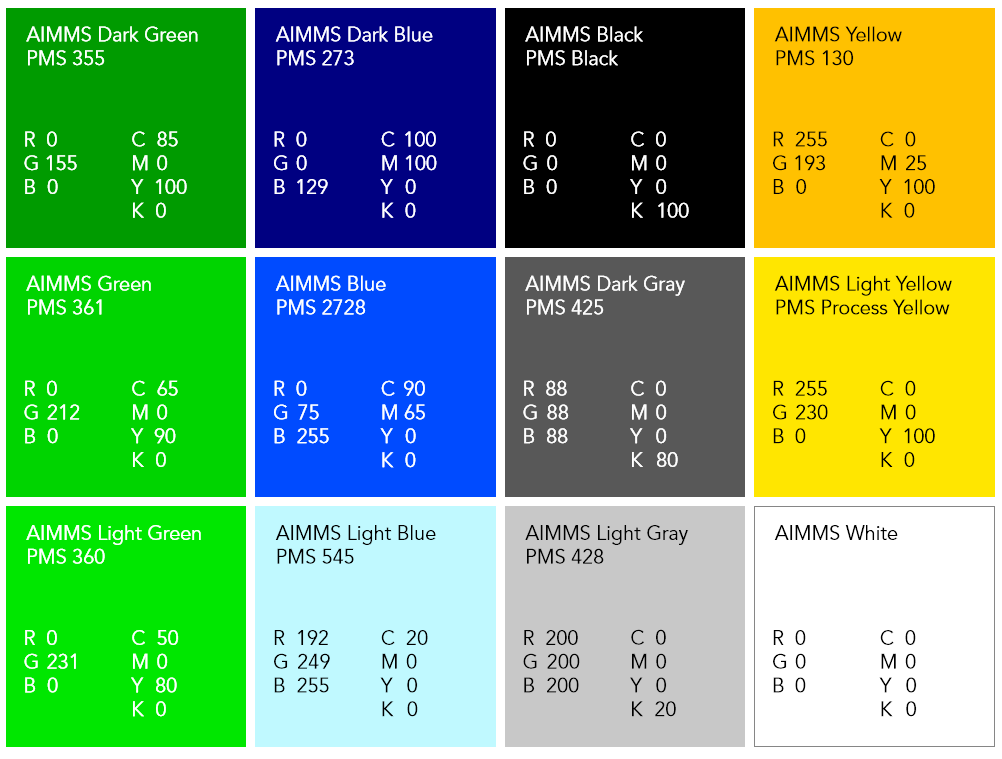 AIMMS Dark Green
PMS 355
R 0 C 85
G 155 M 0
B 0 Y 100
K 0
AIMMS Dark Blue
PMS 273
R 0 C 100
G 0 M 100
B 129 Y 0
K 0
AIMMS Black
PMS Black
R 0 C 0
G 0 M 0
B 0 Y 0
K 100
AIMMS Yellow
PMS 130
R 255 C 0
G 193 M 25
B 0 Y 100
K 0
AIMMS Green
PMS 361
R 0 C 65
G 212 M 0
B 0 Y 90
K 0
AIMMS Blue
PMS 2728
R 0 C 90
G 75 M 65
B 255 Y 0
K 0
AIMMS Dark Gray
PMS 425
R 88 C 0
G 88 M 0
B 88 Y 0
K 80
AIMMS Light Yellow
PMS Process Yellow
R 255 C 0
G 230 M 0
B 0 Y 100
K 0
AIMMS Light Green
PMS 360
R 0 C 50
G 231 M 0
B 0 Y 80
K 0
AIMMS Light Blue
PMS 545
R 192 C 20
G 249 M 0
B 255 Y 0
K 0
AIMMS Light Gray
PMS 428
R 200 C 0
G 200 M 0
B 200 Y 0
K 20
AIMMS White
R 0 C 0
G 0 M 0
B 0 Y 0
K 0